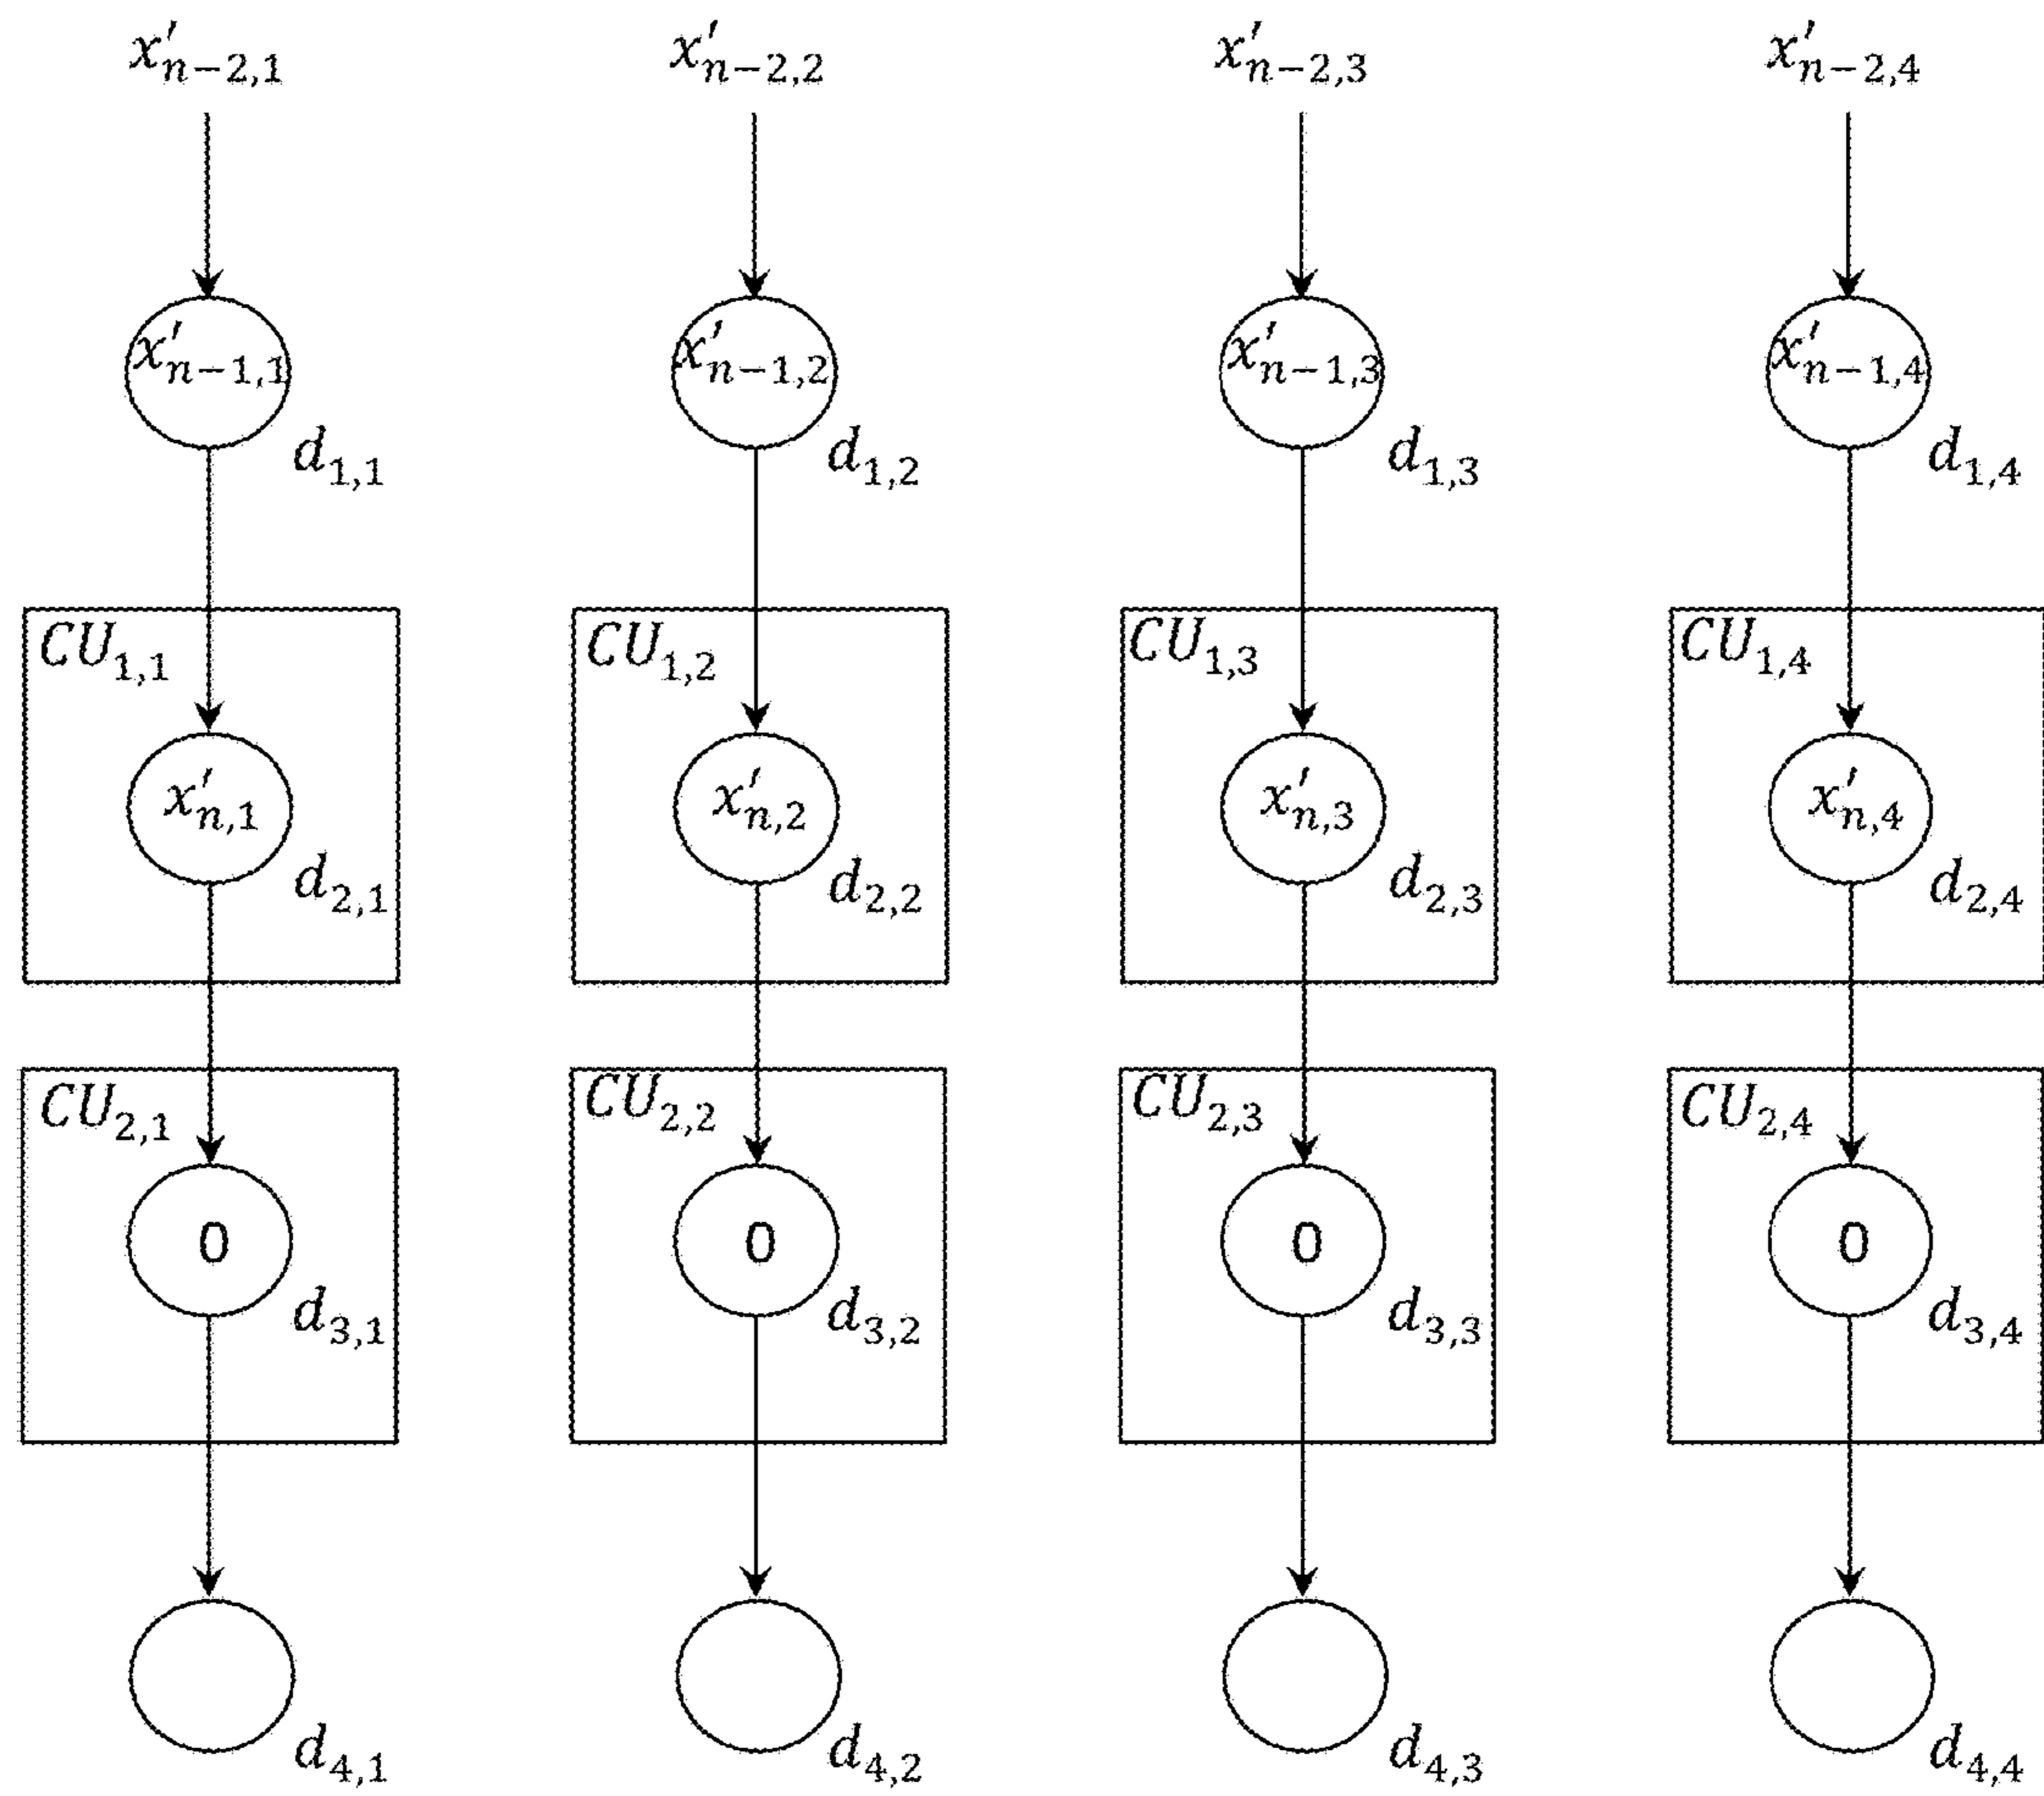 x′n−2,1 x′n−2,2 x′n−2,3 x′n−2,4
x′n−1,1 x′n−1,2 x′n−1,3 x′n−1,4
d1,1 d1,2 d1,3 d1,4
CU1,1 CU1,2 CU1,3 CU1,4
x′n,1 x′n,2 x′n,3 x′n,4
d2,1 d2,2 d2,3 d2,4
CU2,1 CU2,2 CU2,3 CU2,4
0 0 0 0
d3,1 d3,2 d3,3 d3,4
d4,1 d4,2 d4,3 d4,4